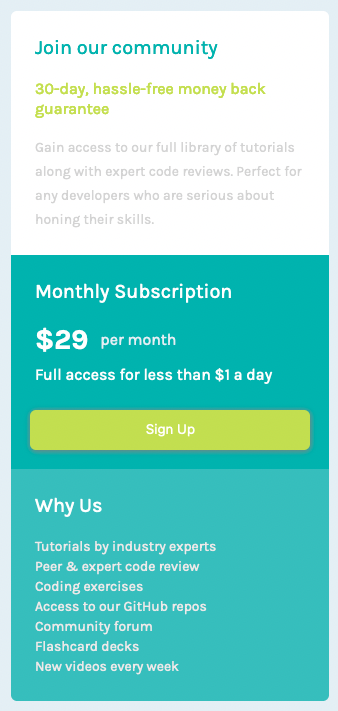 Join our community
30-day, hassle-free money back
guarantee
Gain access to our full library of tutorials
along with expert code reviews. Perfect for
any developers who are serious about
honing their skills.
Monthly Subscription
$29 per month
Full access for less than $1 a day
Sign Up
Why Us
Tutorials by industry experts
Peer & expert code review
Coding exercises
Access to our GitHub repos
Community forum
Flashcard decks
New videos every week